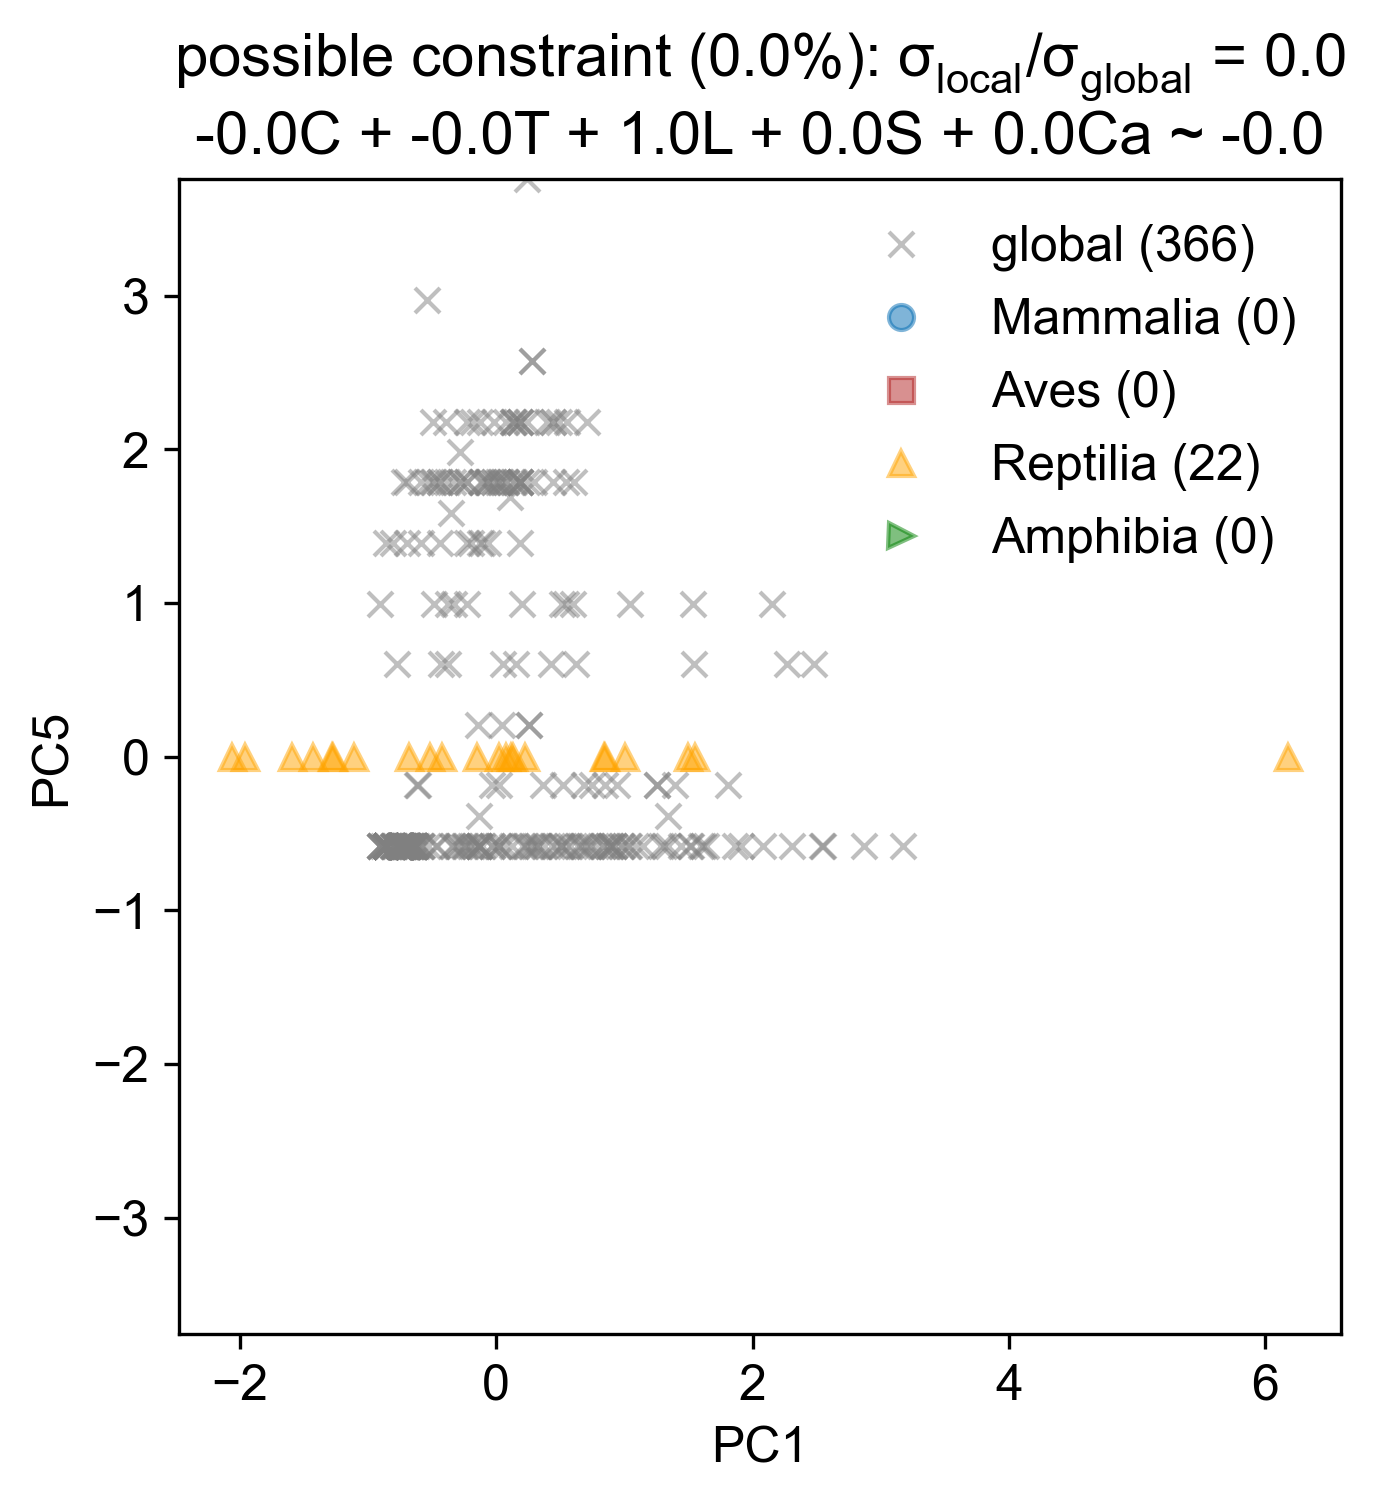 possible constraint (0.0%): σlocal/σglobal = 0.0
-0.0C + -0.0T + 1.0L + 0.0S + 0.0Ca ~ -0.0
global (366)
Mammalia (0)
Aves (0)
Reptilia (22)
Amphibia (0)
3
2
1
0
−1
−2
−3
PC5
−2
0
2
4
6
PC1